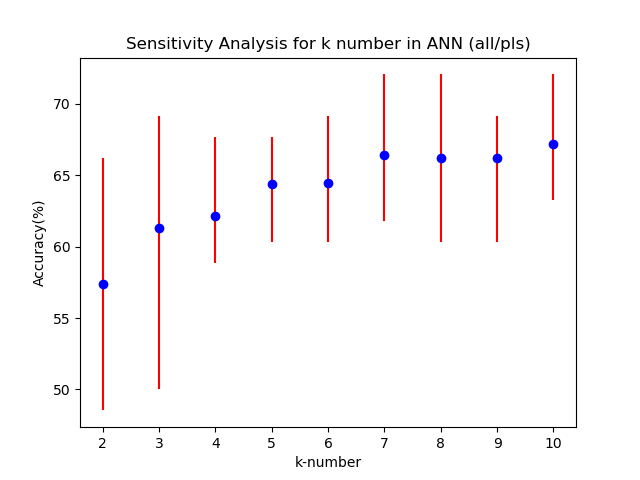 Sensitivity Analysis for k number in ANN (all/pls)
70
65
60
55
50
Accuracy(%)
2 3 4 5 6 7 8 9 10
k-number